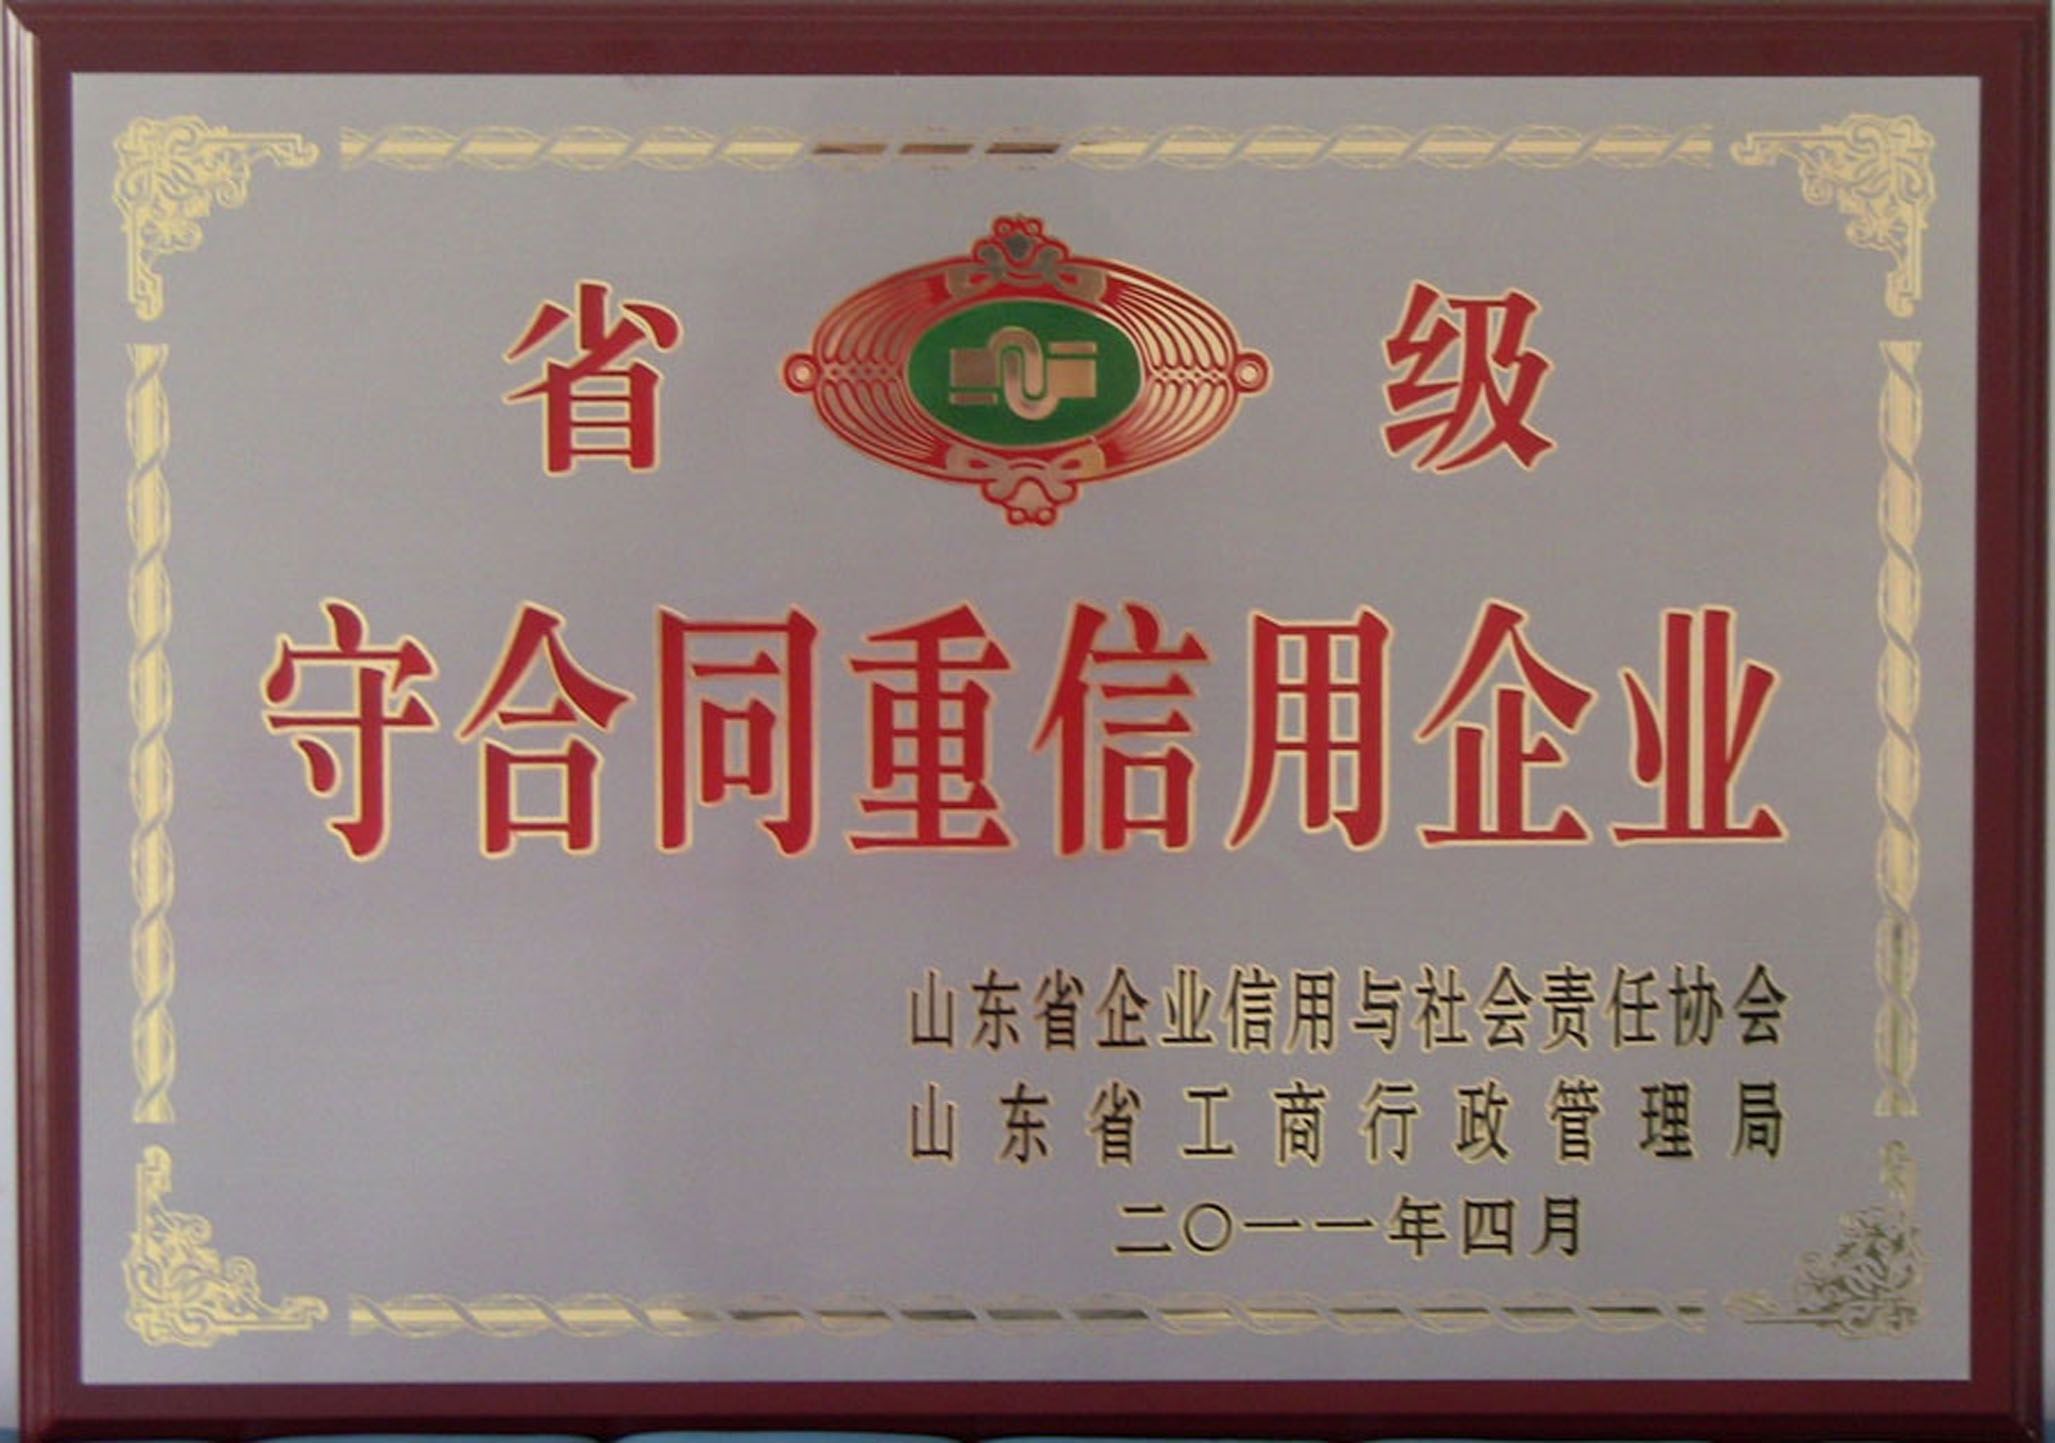 省级
守合同重信用企业
山东省企业信用与社会责任协会
山东省工商行政管理局
二〇一一年四月